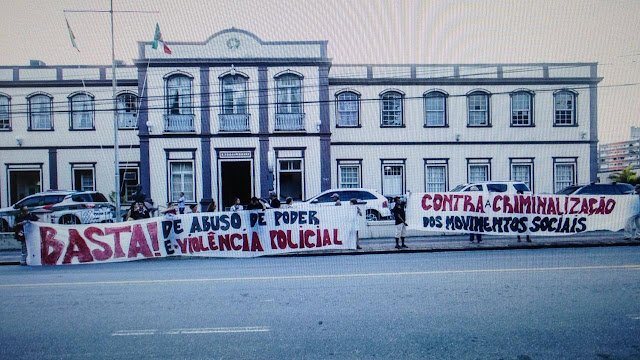 BASTA! DE ABUSO DE PODER
E VIOLÊNCIA POLICIAL
CONTRA A CRIMINALIZAÇÃO
DOS MOVIMENTOS SOCIAIS